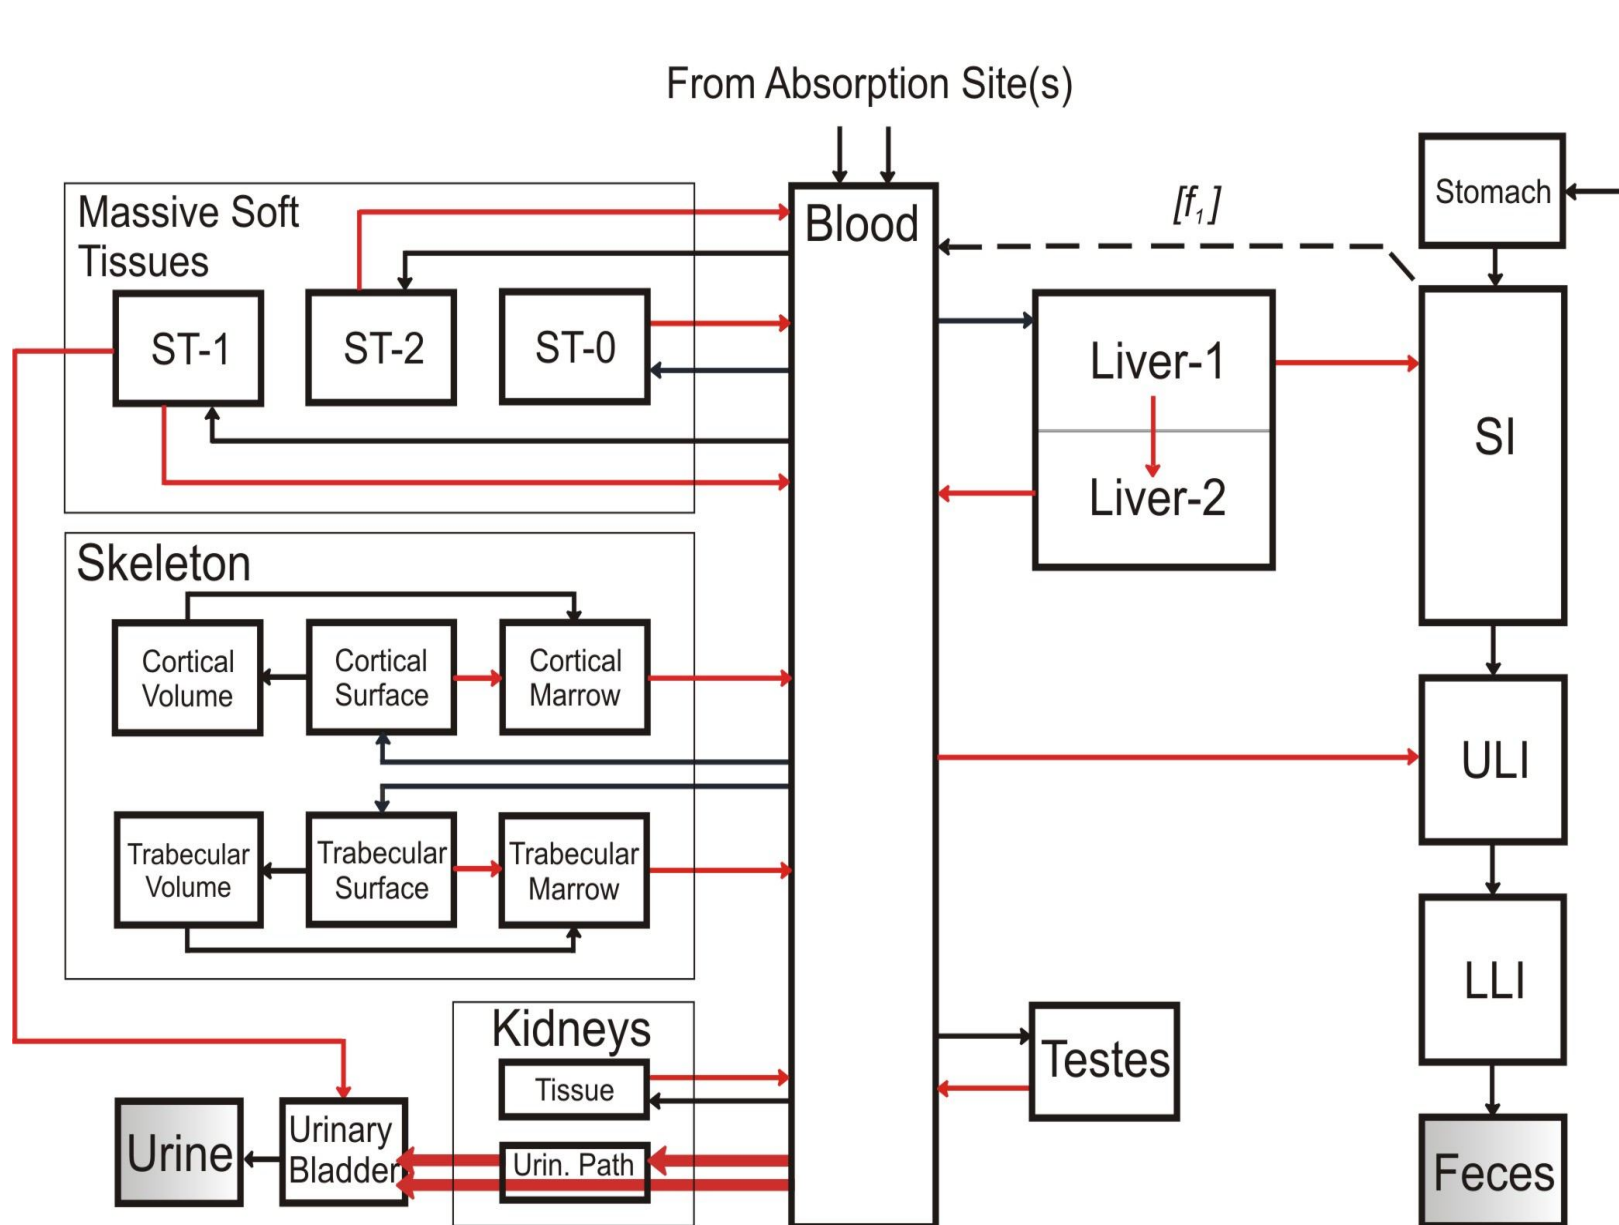 From Absorption Site(s)
Massive Soft
Tissues
ST-1
ST-2
ST-0
Blood
[f₁]
Stomach
Liver-1
Liver-2
SI
Skeleton
Cortical
Volume
Cortical
Surface
Cortical
Marrow
Trabecular
Volume
Trabecular
Surface
Trabecular
Marrow
ULI
LLI
Kidneys
Tissue
Urin. Path
Testes
Urine
Urinary
Bladder
Feces